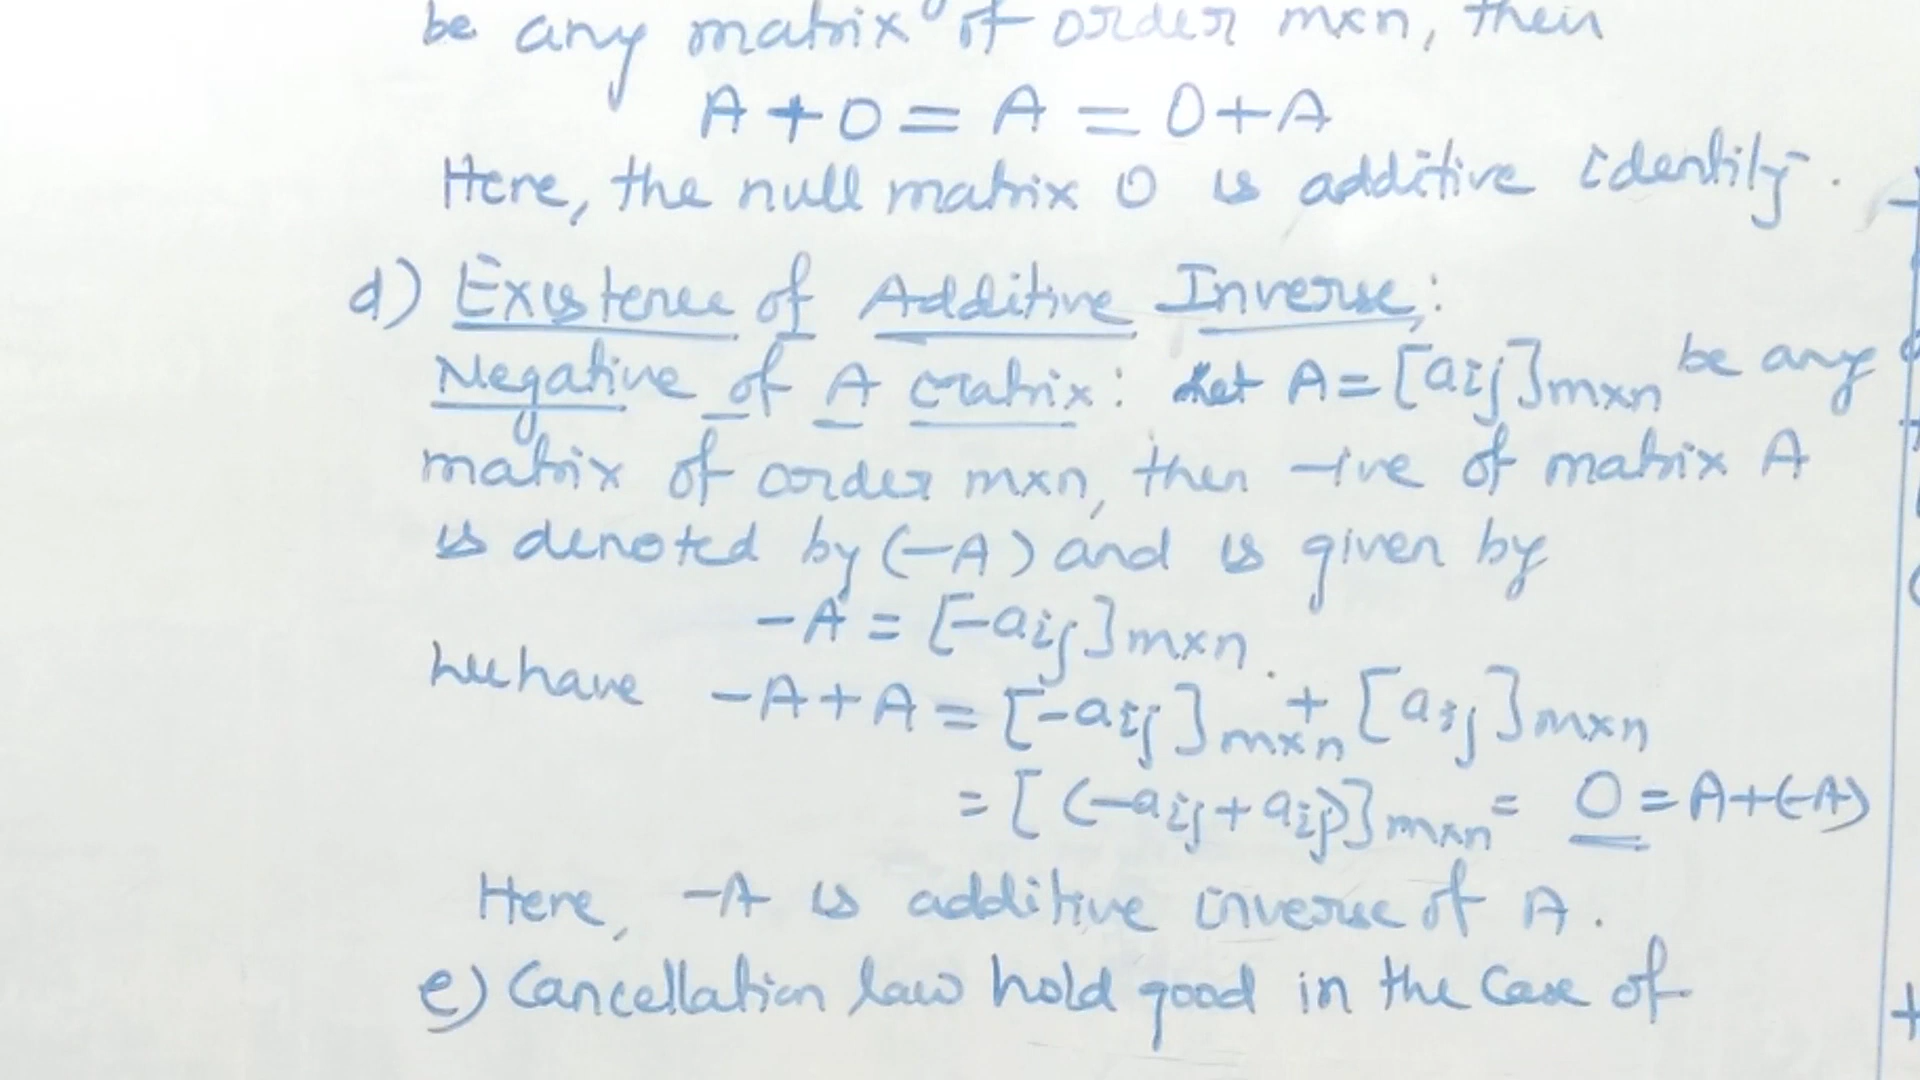 be any matrix of order m×n, then
A + O = A = O + A
Here, the null matrix O is additive identity.
d) Existence of Additive Inverse:
Negative of A matrix: Let A = [aij]m×n be any
matrix of order m×n, then -ive of matrix A
is denoted by (-A) and is given by
-A = [-aij]m×n.
We have -A + A = [-aij]m×n + [aij]m×n
= [(-aij + aij)]m×n = O = A + (-A)
Here, -A is additive inverse of A.
e) Cancellation law hold good in the case of